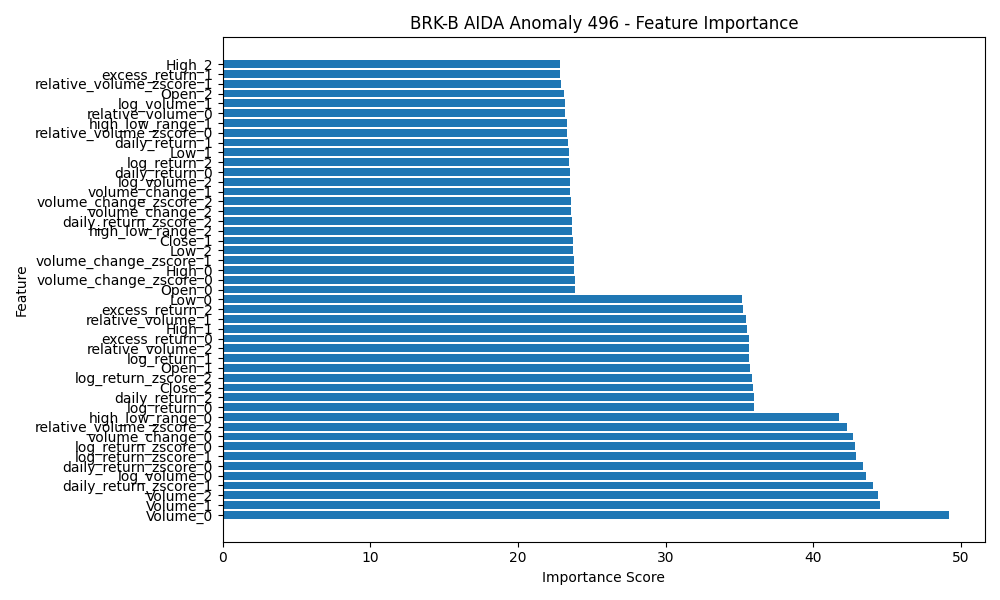 BRK-B AIDA Anomaly 496 - Feature Importance
High_2
excess_return_1
relative_volume_zscore_1
Open_2
log_volume_1
relative_volume_0
high_low_range_1
relative_volume_zscore_0
daily_return_1
Low_1
log_return_2
daily_return_0
log_volume_2
volume_change_1
volume_change_zscore_2
volume_change_2
daily_return_zscore_2
high_low_range_2
Close_1
Low_2
volume_change_zscore_1
High_0
volume_change_zscore_0
Open_0
Low_0
excess_return_2
relative_volume_1
High_1
excess_return_0
relative_volume_2
log_return_1
Open_1
log_return_zscore_2
Close_2
daily_return_2
log_return_0
high_low_range_0
relative_volume_zscore_2
volume_change_0
log_return_zscore_0
log_return_zscore_1
daily_return_zscore_0
log_volume_0
daily_return_zscore_1
Volume_2
Volume_1
Volume_0
Feature
0 10 20 30 40 50
Importance Score